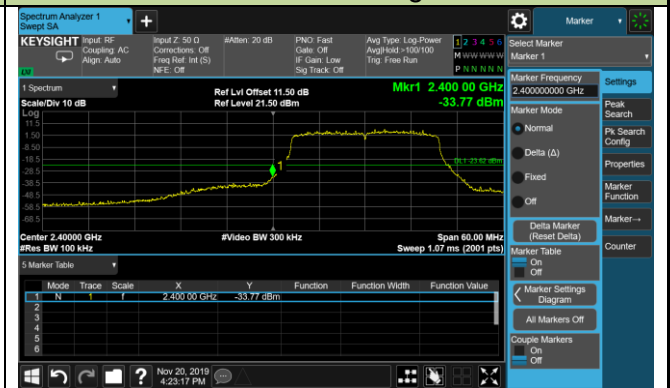 Spectrum Analyzer 1
Swept SA
+
Marker
KEYSIGHT
Input: RF
Coupling: AC
Align: Auto
Input Z: 50 Ω
Corrections: Off
Freq Ref: Int (S)
NFE: Off
#Atten: 20 dB
PNO: Fast
Gate: Off
IF Gain: Low
Sig Track: Off
Avg Type: Log-Power
Avg|Hold:>100/100
Trig: Free Run
1 2 3 4 5 6
M W W W W W
P N N N N N
LXI
Select Marker
Marker 1
1 Spectrum
Scale/Div 10 dB
Log
Ref Lvl Offset 11.50 dB
Ref Level 21.50 dBm
Mkr1 2.400 00 GHz
-33.77 dBm
11.5
1.50
-8.50
-18.5
-28.5
-38.5
-48.5
-58.5
-68.5
1
DL1 -23.62 dBm
Center 2.40000 GHz
#Res BW 100 kHz
#Video BW 300 kHz
Span 60.00 MHz
Sweep 1.07 ms (2001 pts)
5 Marker Table
Mode Trace Scale X Y Function Function Width Function Value
1 N 1 f 2.400 00 GHz -33.77 dBm
2
3
4
5
6
Marker Frequency
2.400000000 GHz
Marker Mode
Normal
Delta (Δ)
Fixed
Off
Delta Marker
(Reset Delta)
Marker Table
On
Off
Marker Settings
Diagram
All Markers Off
Couple Markers
On
Off
Settings
Peak
Search
Pk Search
Config
Properties
Marker
Function
Marker→
Counter
?
Nov 20, 2019
4:23:17 PM